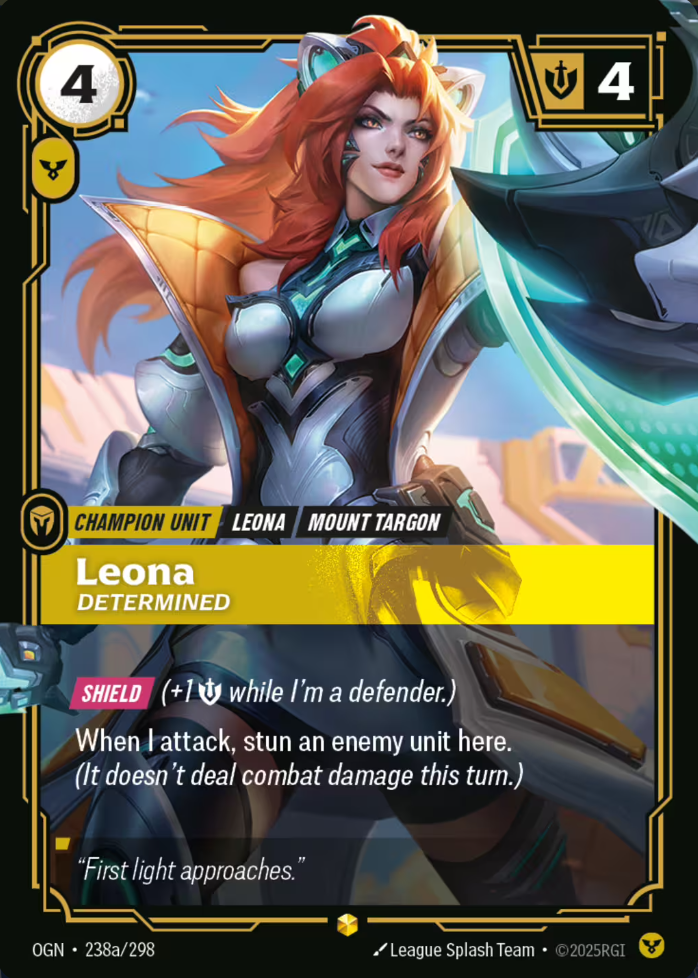 4
4
CHAMPION UNIT LEONA MOUNT TARGON
Leona
DETERMINED
SHIELD (+1 while I'm a defender.)
When I attack, stun an enemy unit here.
(It doesn't deal combat damage this turn.)
"First light approaches."
OGN • 238a/298 League Splash Team • ©2025RGI